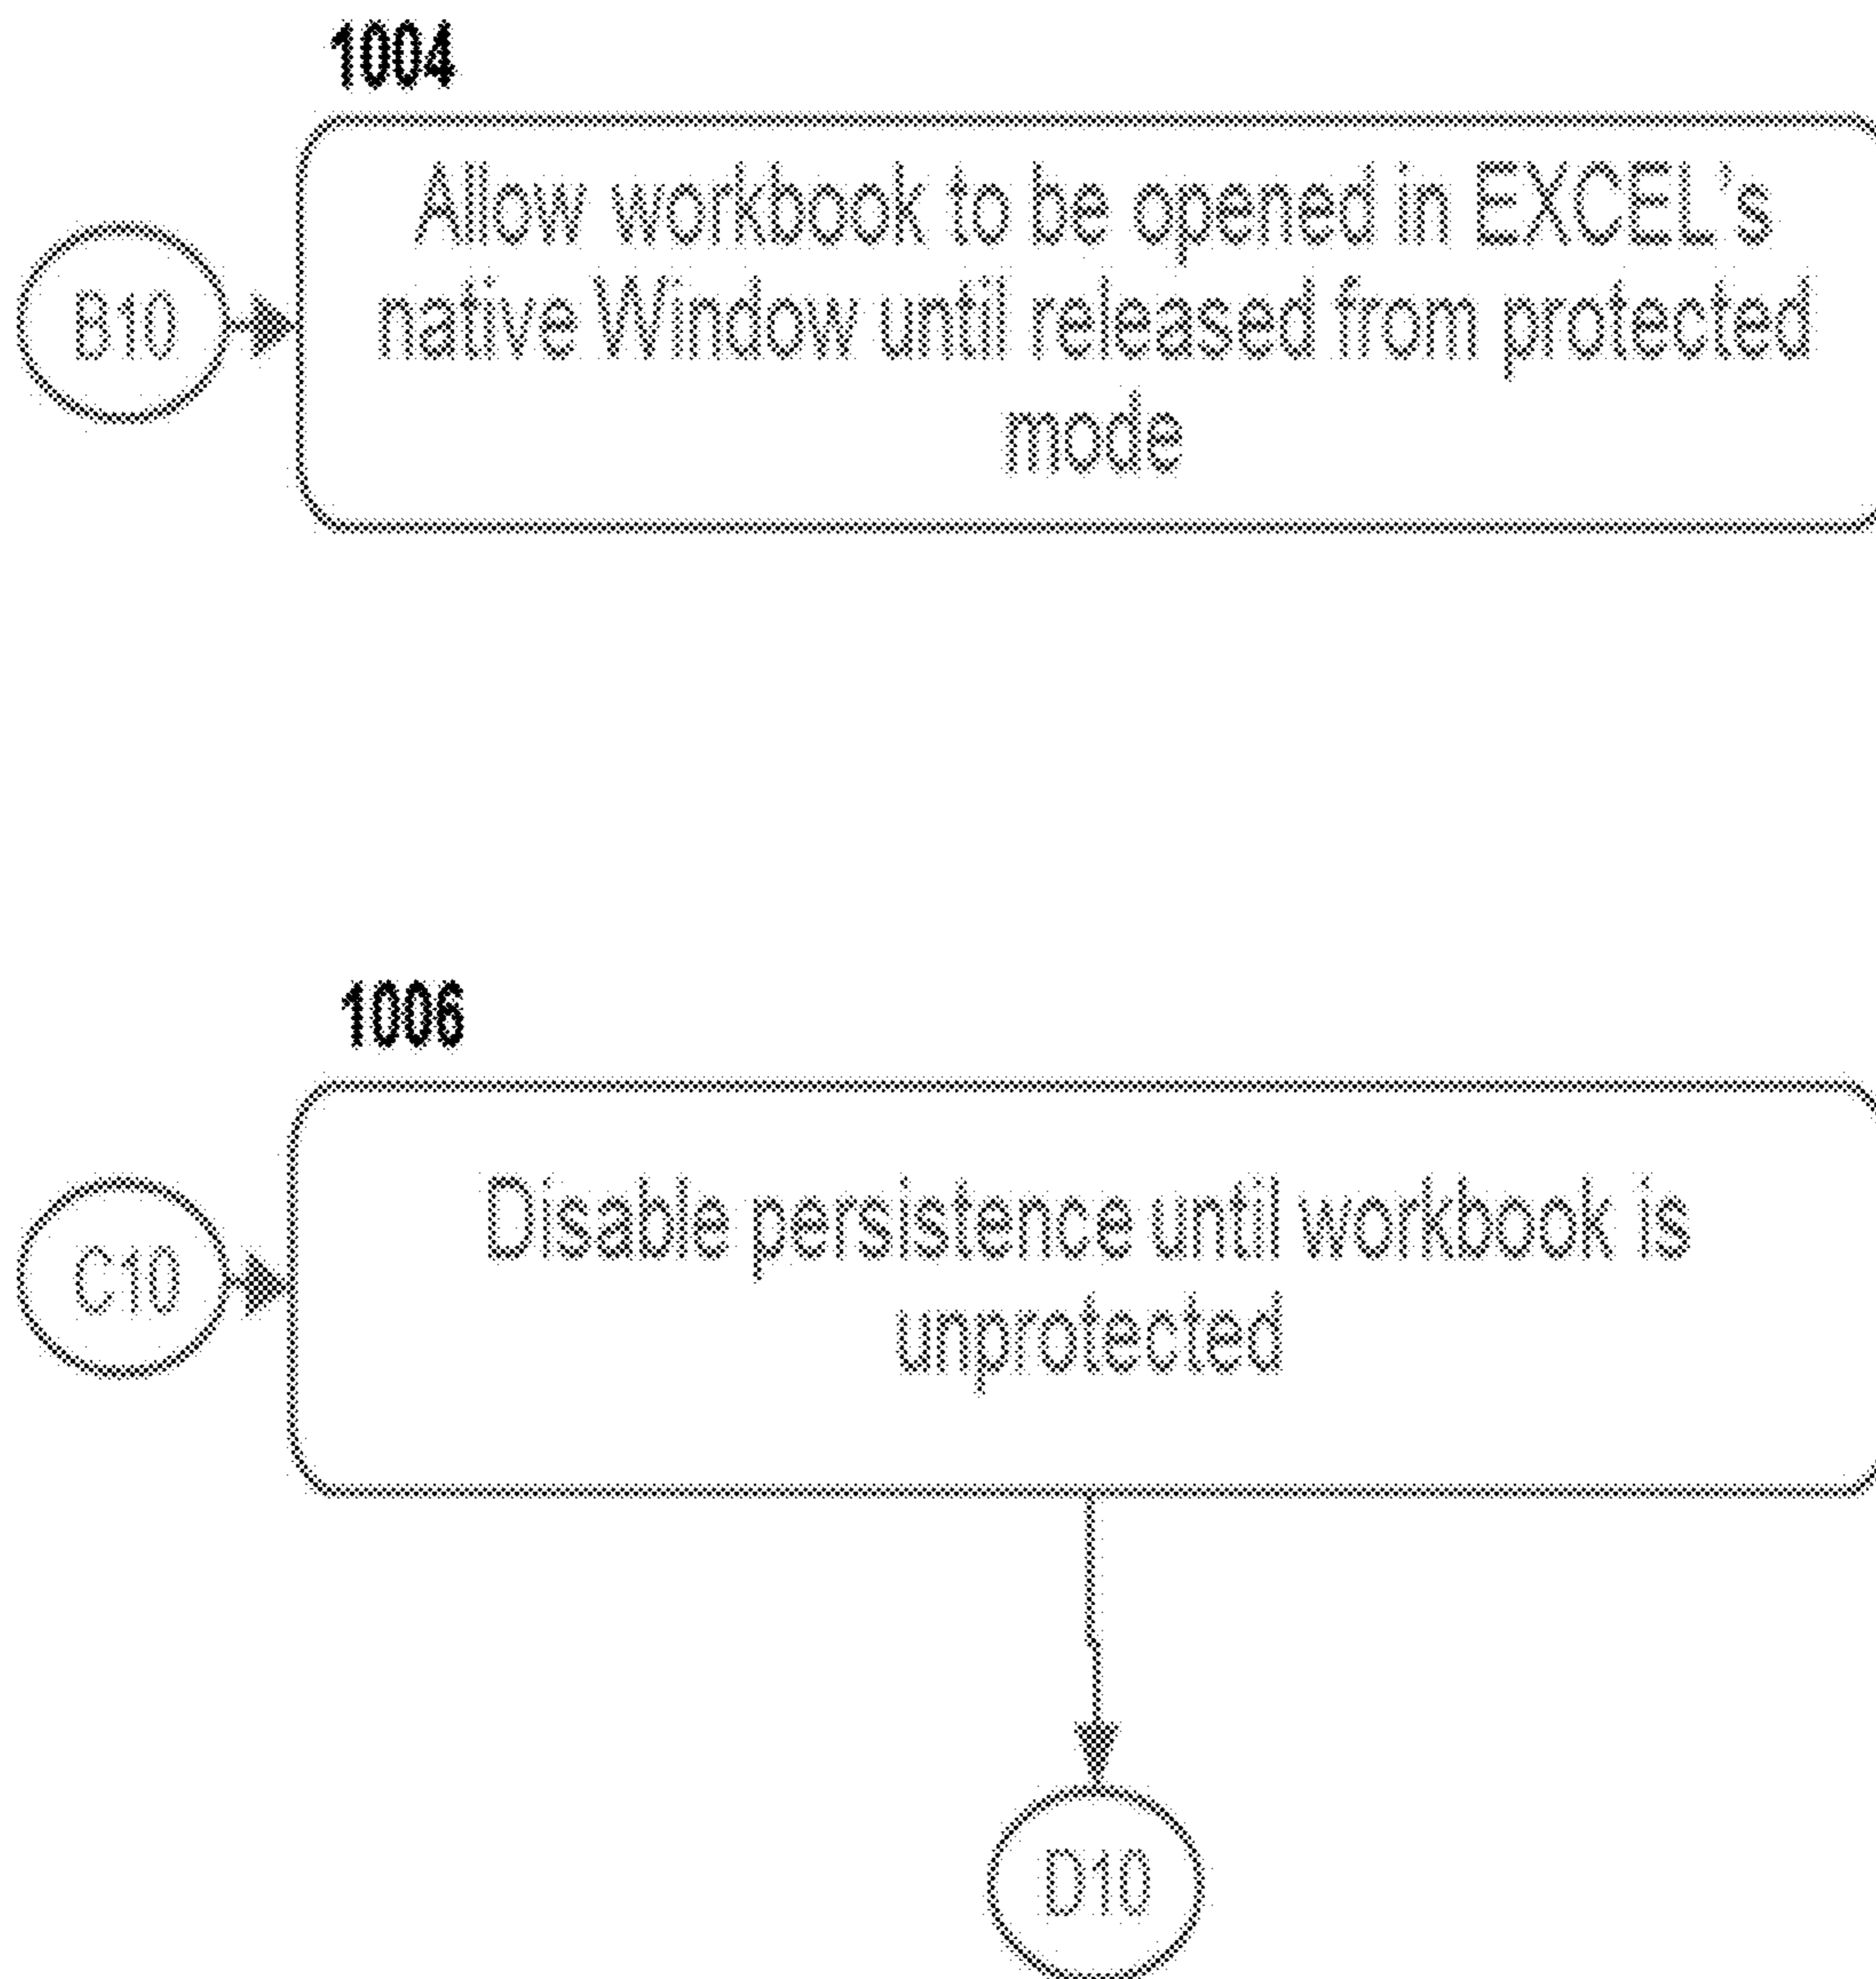 1004
Allow workbook to be opened in EXCEL's
B10
native Window until released from protected
mode
1006
Disable persistence until workbook is
C10
unprotected
D10